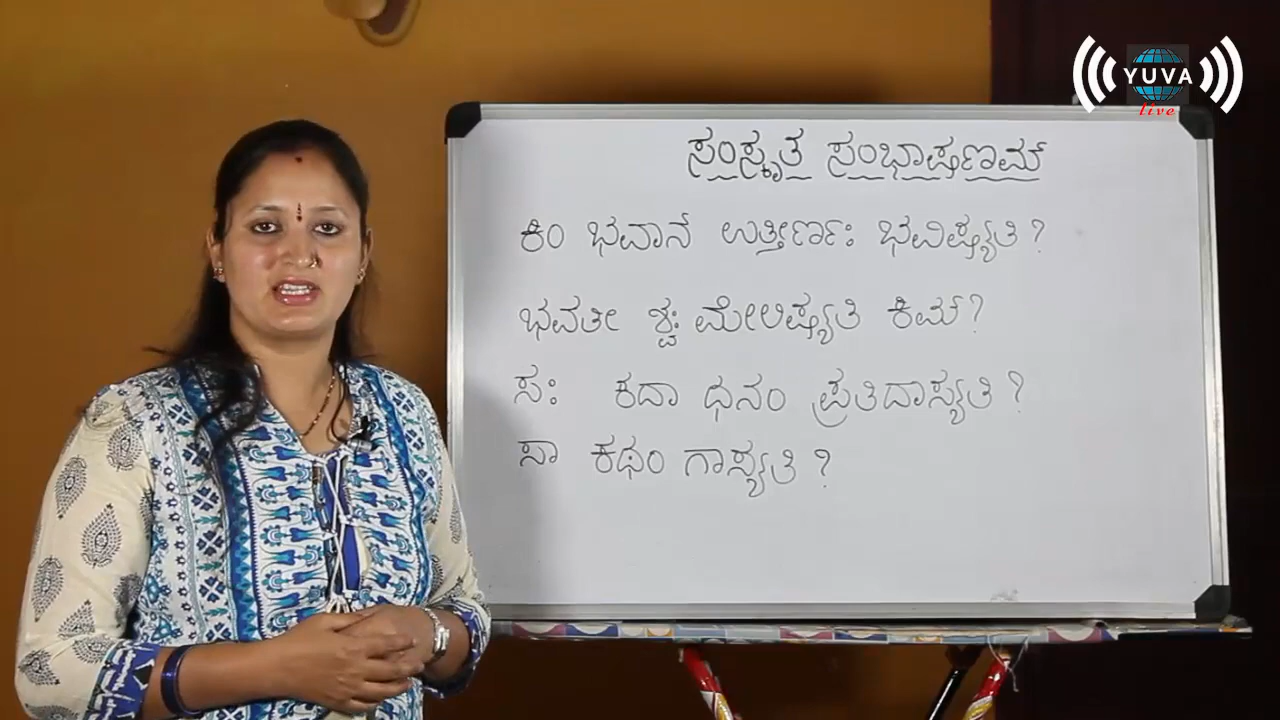 YUVA
live
ಸಂಸ್ಕೃತ ಸಂಭಾಷಣಮ್
ಕಿಂ ಭವಾನೇ ಉತ್ತೀರ್ಣಃ ಭವಿಷ್ಯತಿ?
ಭವತೀ ಶ್ವಃ ಮೇಲಿಷ್ಯತಿ ಕಿಮ್?
ಸಃ ಕದಾ ಧನಂ ಪ್ರತಿದಾಸ್ಯತಿ?
ಸಾ ಕಥಂ ಗಾಸ್ಯತಿ?